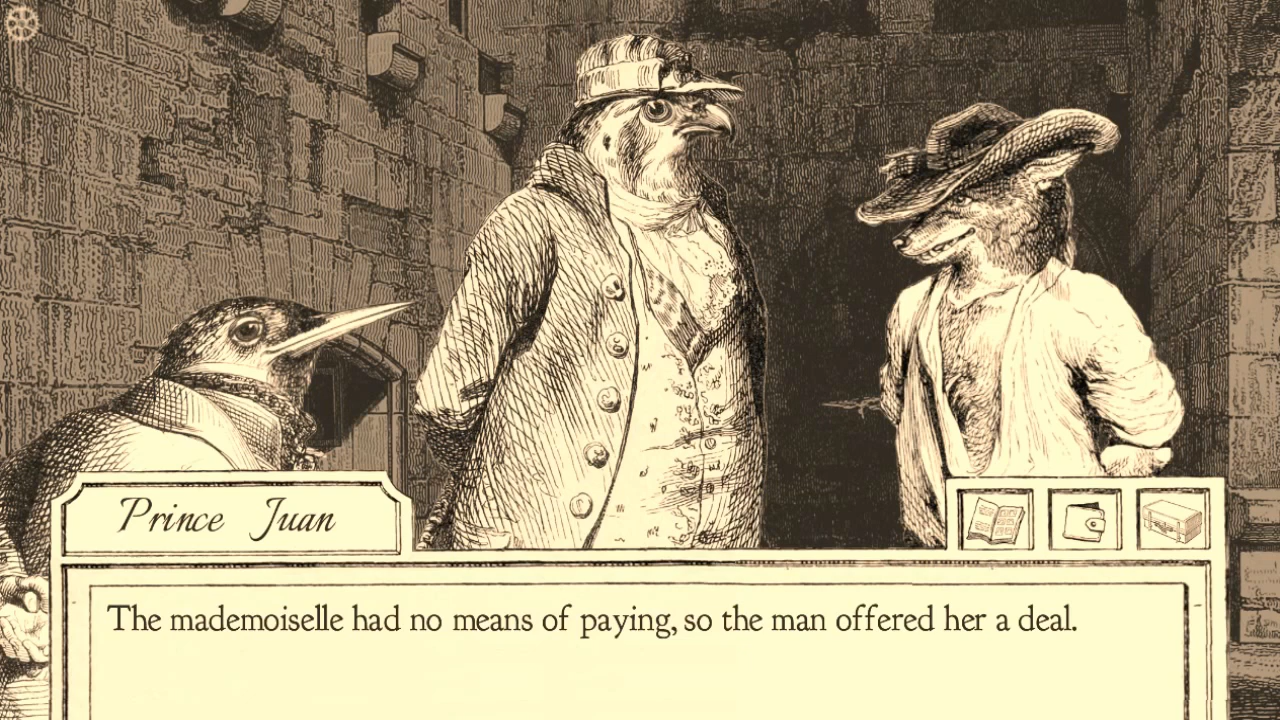 Prince Juan
The mademoiselle had no means of paying, so the man offered her a deal.